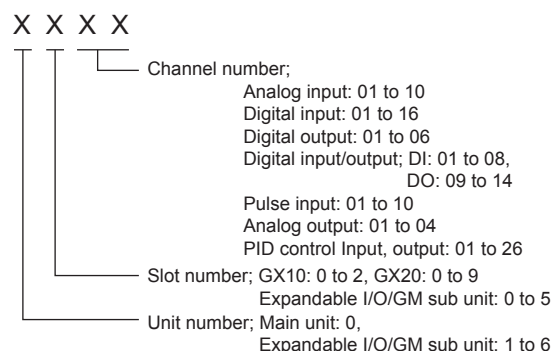 X X X X
Channel number;
Analog input: 01 to 10
Digital input: 01 to 16
Digital output: 01 to 06
Digital input/output; DI: 01 to 08,
DO: 09 to 14
Pulse input: 01 to 10
Analog output: 01 to 04
PID control Input, output: 01 to 26
Slot number; GX10: 0 to 2, GX20: 0 to 9
Expandable I/O/GM sub unit: 0 to 5
Unit number; Main unit: 0,
Expandable I/O/GM sub unit: 1 to 6